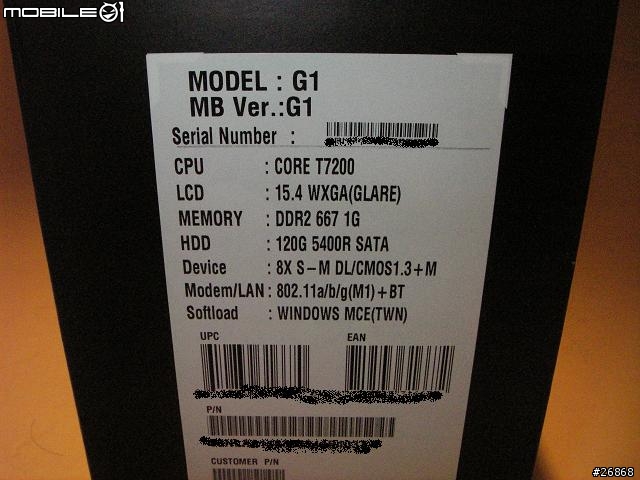 MOBILE01
MODEL : G1
MB Ver.:G1
Serial Number :
CPU : CORE T7200
LCD : 15.4 WXGA(GLARE)
MEMORY : DDR2 667 1G
HDD : 120G 5400R SATA
Device : 8X S-M DL/CMOS1.3+M
Modem/LAN : 802.11a/b/g(M1)+BT
Softload : WINDOWS MCE(TWN)
UPC EAN
P/N
CUSTOMER P/N
#26868